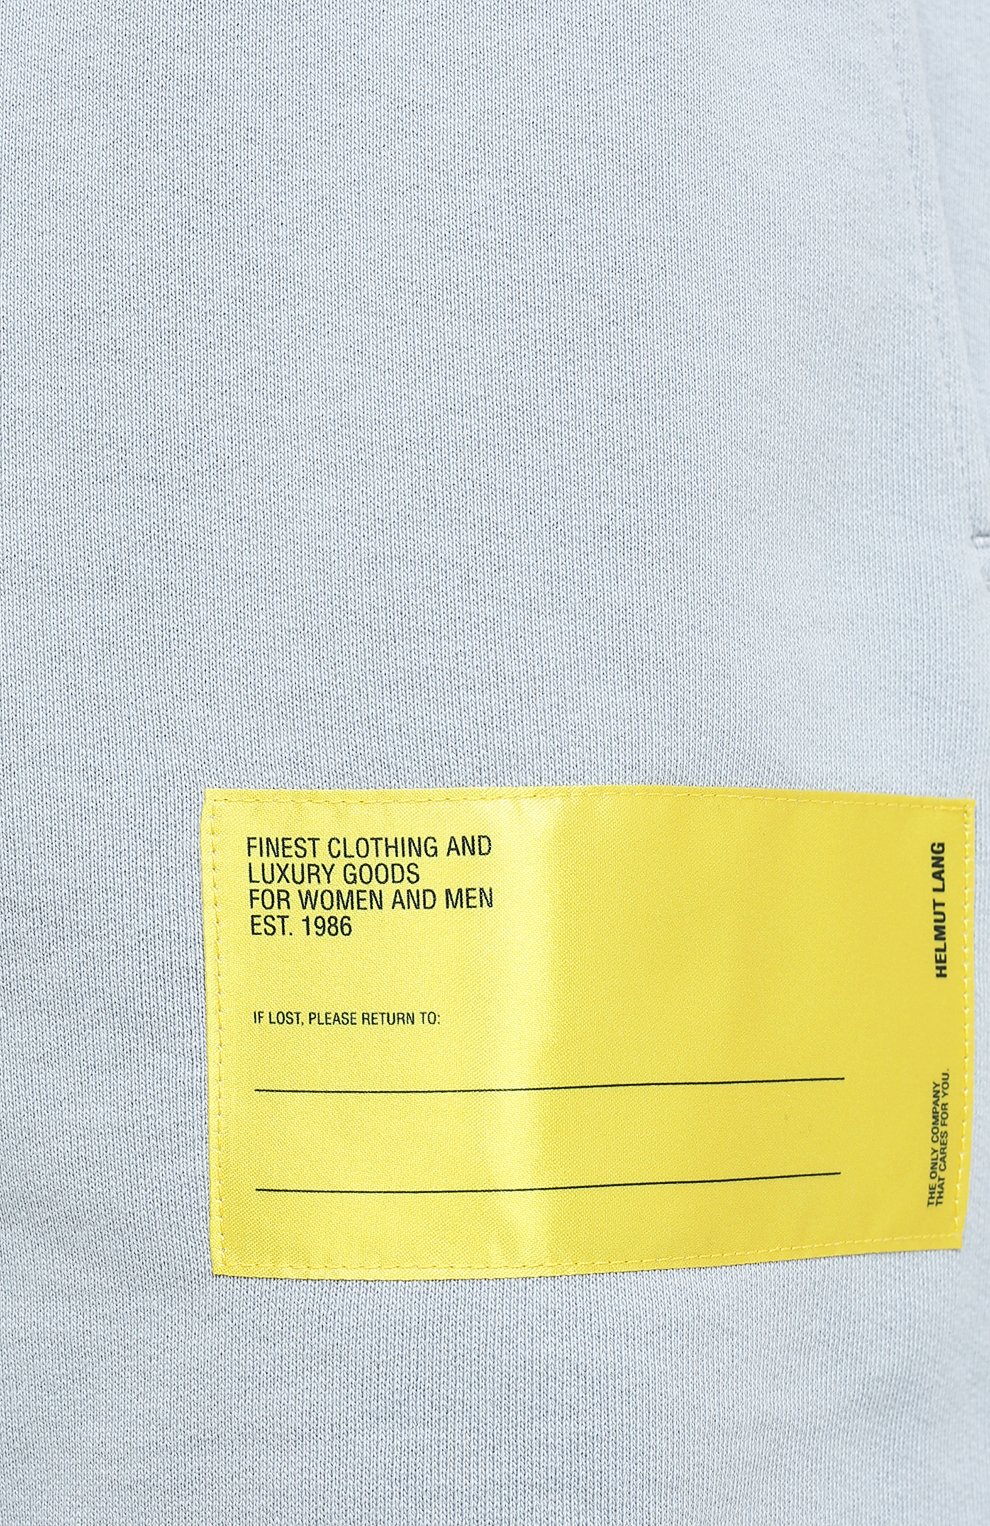 FINEST CLOTHING AND
LUXURY GOODS
FOR WOMEN AND MEN
EST. 1986
IF LOST, PLEASE RETURN TO:
HELMUT LANG
THE ONLY COMPANY
THAT CARES FOR YOU.